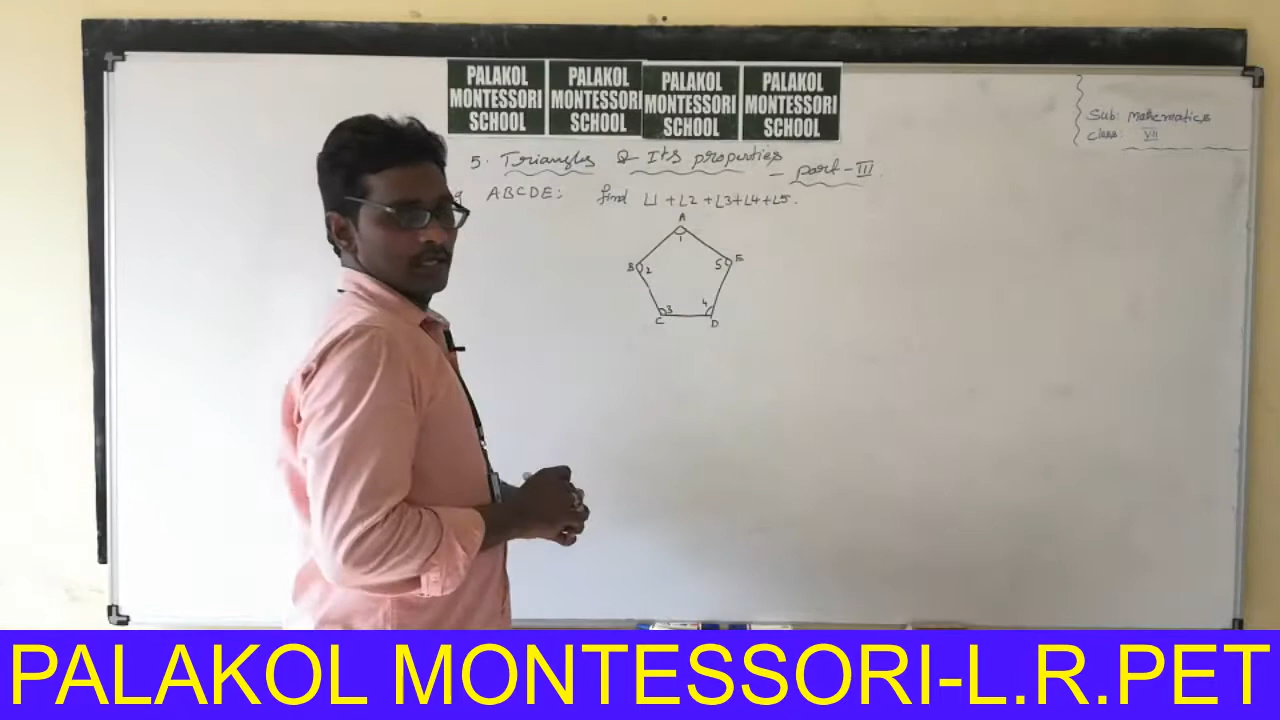 PALAKOL MONTESSORI SCHOOL
PALAKOL MONTESSORI SCHOOL
PALAKOL MONTESSORI SCHOOL
PALAKOL MONTESSORI SCHOOL
Sub: Mathematics
Class: VII
5. Triangles & Its properties - part-III
ABCDE: find ∠1+∠2+∠3+∠4+∠5.
A
1
B 2 5 E
3 4
C D
PALAKOL MONTESSORI-L.R.PET